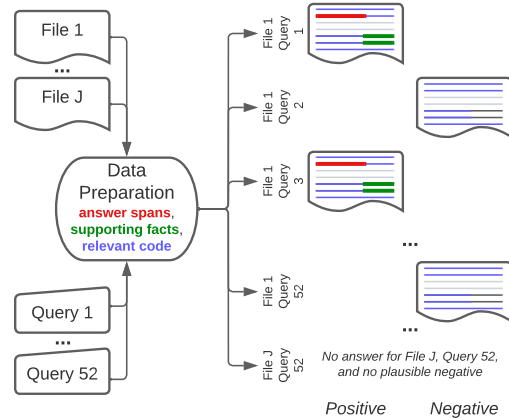 File 1
...
File J
Data
Preparation
answer spans,
supporting facts,
relevant code
Query 1
...
Query 52
File 1
Query
1
File 1
Query
2
File 1
Query
3
...
File 1
Query
52
...
File J
Query
52
No answer for File J, Query 52,
and no plausible negative
Positive
Negative